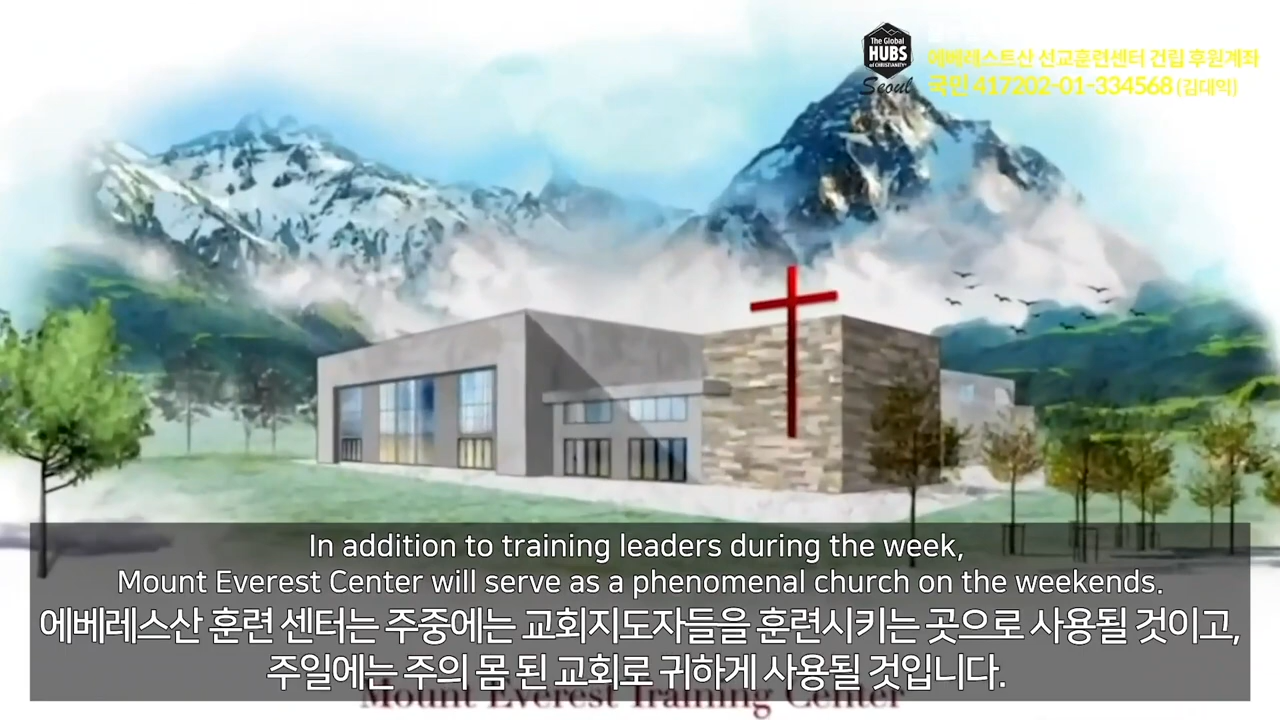 The Global
HUBS
of CHRISTIANITY
Seoul
에베레스트산 선교훈련센터 건립 후원계좌
국민 417202-01-334568 (김대억)
In addition to training leaders during the week,
Mount Everest Center will serve as a phenomenal church on the weekends.
에베레스산 훈련 센터는 주중에는 교회지도자들을 훈련시키는 곳으로 사용될 것이고,
주일에는 주의 몸 된 교회로 귀하게 사용될 것입니다.
Mount Everest Training Center